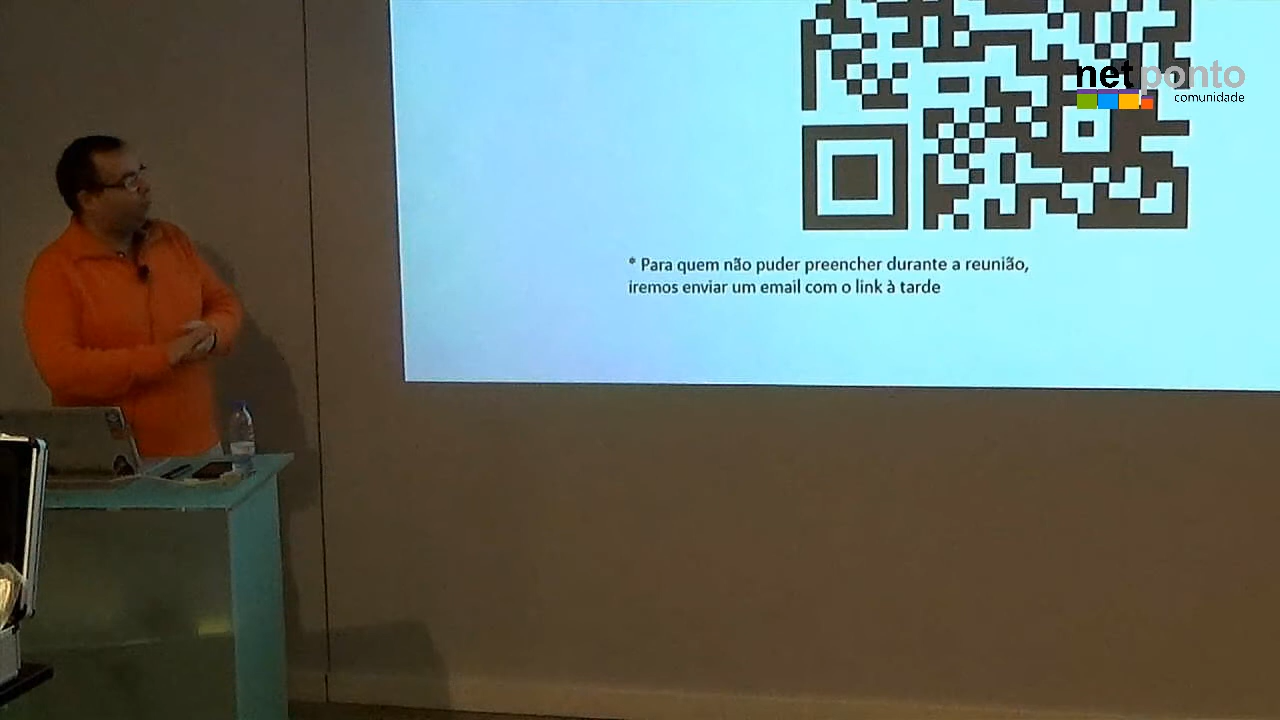 netponto
comunidade
* Para quem não puder preencher durante a reunião,
iremos enviar um email com o link à tarde